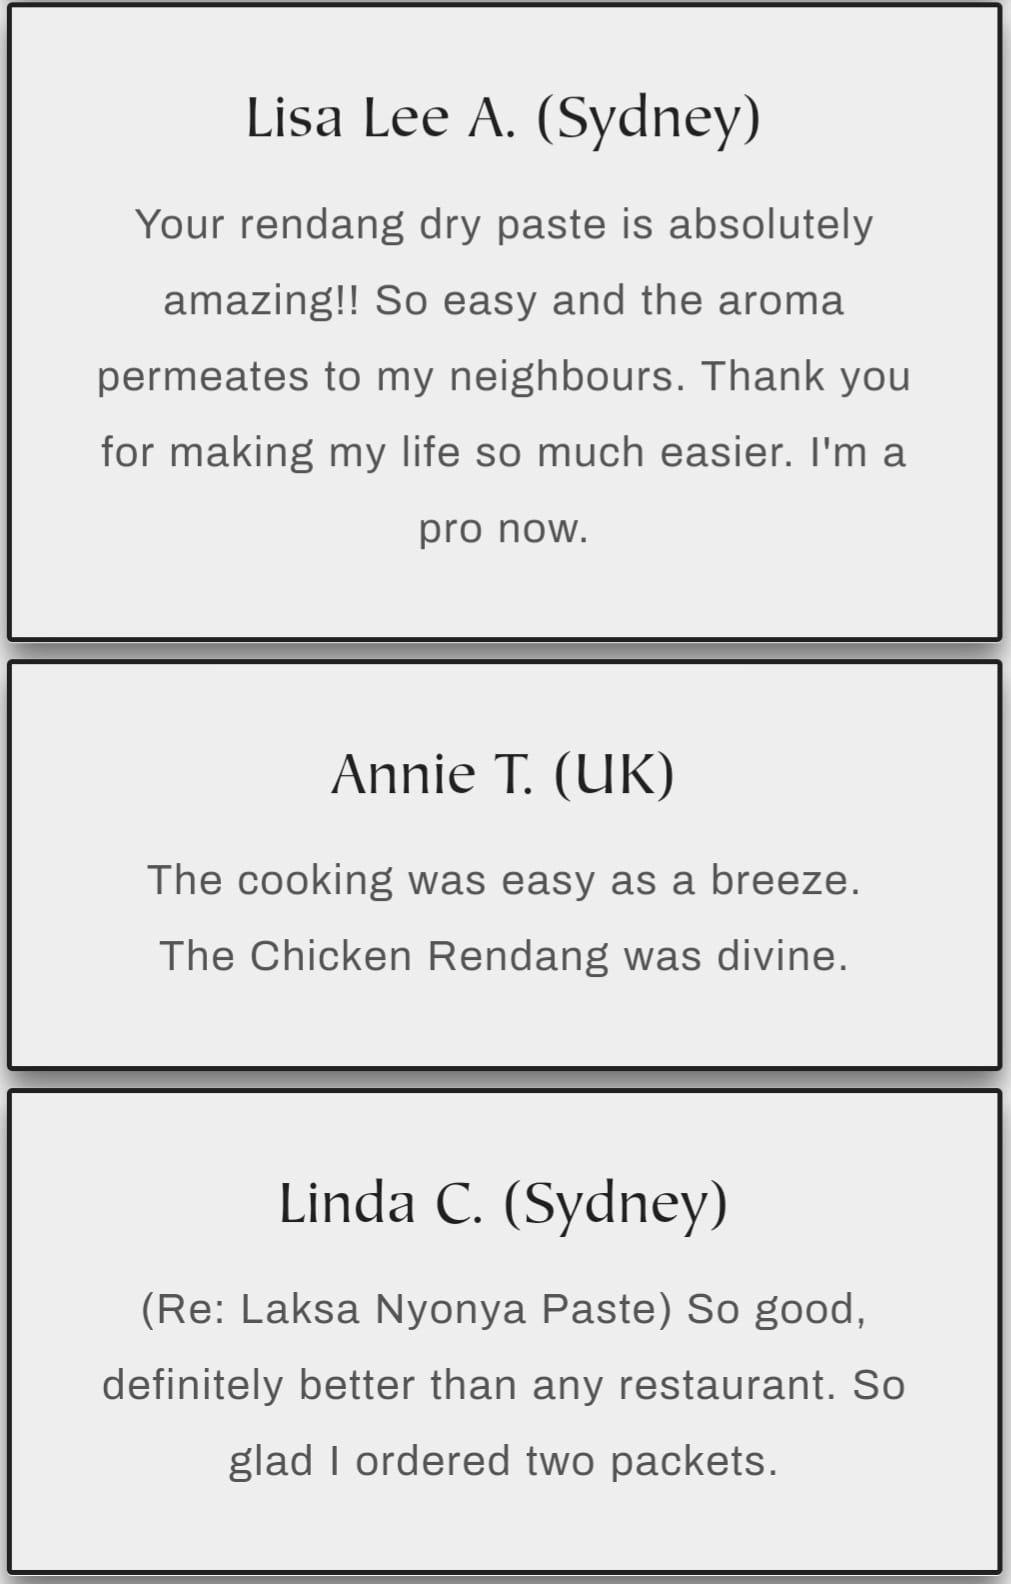 Lisa Lee A. (Sydney)
Your rendang dry paste is absolutely
amazing!! So easy and the aroma
permeates to my neighbours. Thank you
for making my life so much easier. I'm a
pro now.
Annie T. (UK)
The cooking was easy as a breeze.
The Chicken Rendang was divine.
Linda C. (Sydney)
(Re: Laksa Nyonya Paste) So good,
definitely better than any restaurant. So
glad I ordered two packets.